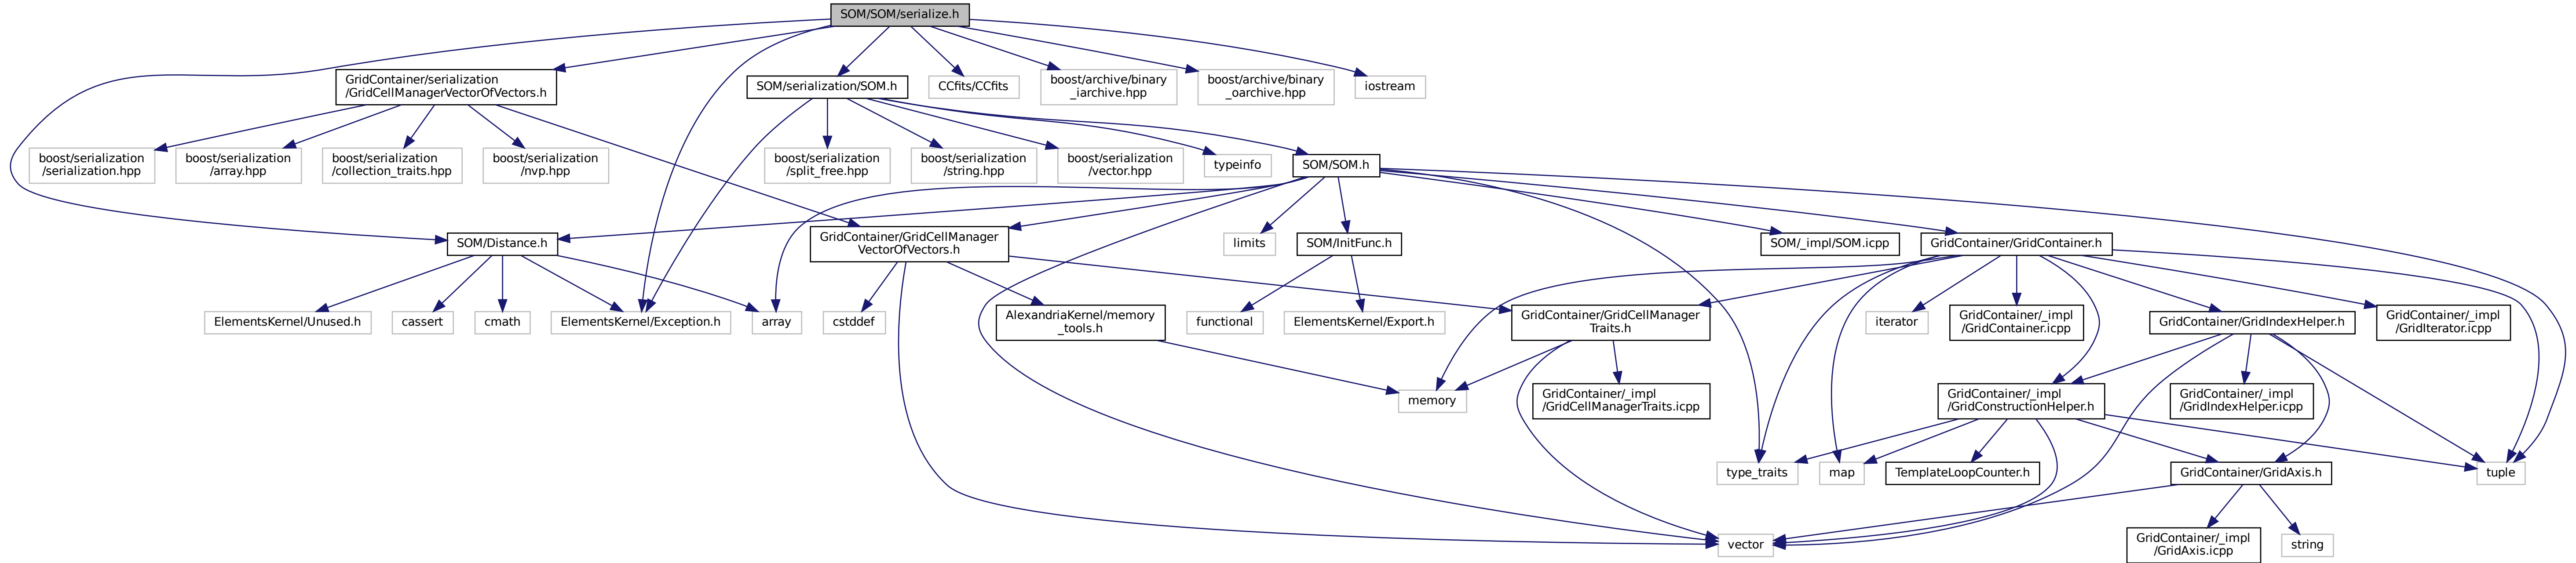 SOM/SOM/serialize.h
GridContainer/serialization
/GridCellManagerVectorOfVectors.h
SOM/serialization/SOM.h
CCfits/CCfits
boost/archive/binary
_iarchive.hpp
boost/archive/binary
_oarchive.hpp
iostream
boost/serialization
/serialization.hpp
boost/serialization
/array.hpp
boost/serialization
/collection_traits.hpp
boost/serialization
/nvp.hpp
boost/serialization
/split_free.hpp
boost/serialization
/string.hpp
boost/serialization
/vector.hpp
typeinfo
SOM/SOM.h
SOM/Distance.h
GridContainer/GridCellManager
VectorOfVectors.h
limits
SOM/InitFunc.h
SOM/_impl/SOM.icpp
GridContainer/GridContainer.h
ElementsKernel/Unused.h
cassert
cmath
ElementsKernel/Exception.h
array
cstddef
AlexandriaKernel/memory
_tools.h
functional
ElementsKernel/Export.h
GridContainer/GridCellManager
Traits.h
iterator
GridContainer/_impl
/GridContainer.icpp
GridContainer/GridIndexHelper.h
GridContainer/_impl
/GridIterator.icpp
memory
GridContainer/_impl
/GridCellManagerTraits.icpp
GridContainer/_impl
/GridConstructionHelper.h
GridContainer/_impl
/GridIndexHelper.icpp
type_traits
map
TemplateLoopCounter.h
GridContainer/GridAxis.h
tuple
vector
GridContainer/_impl
/GridAxis.icpp
string